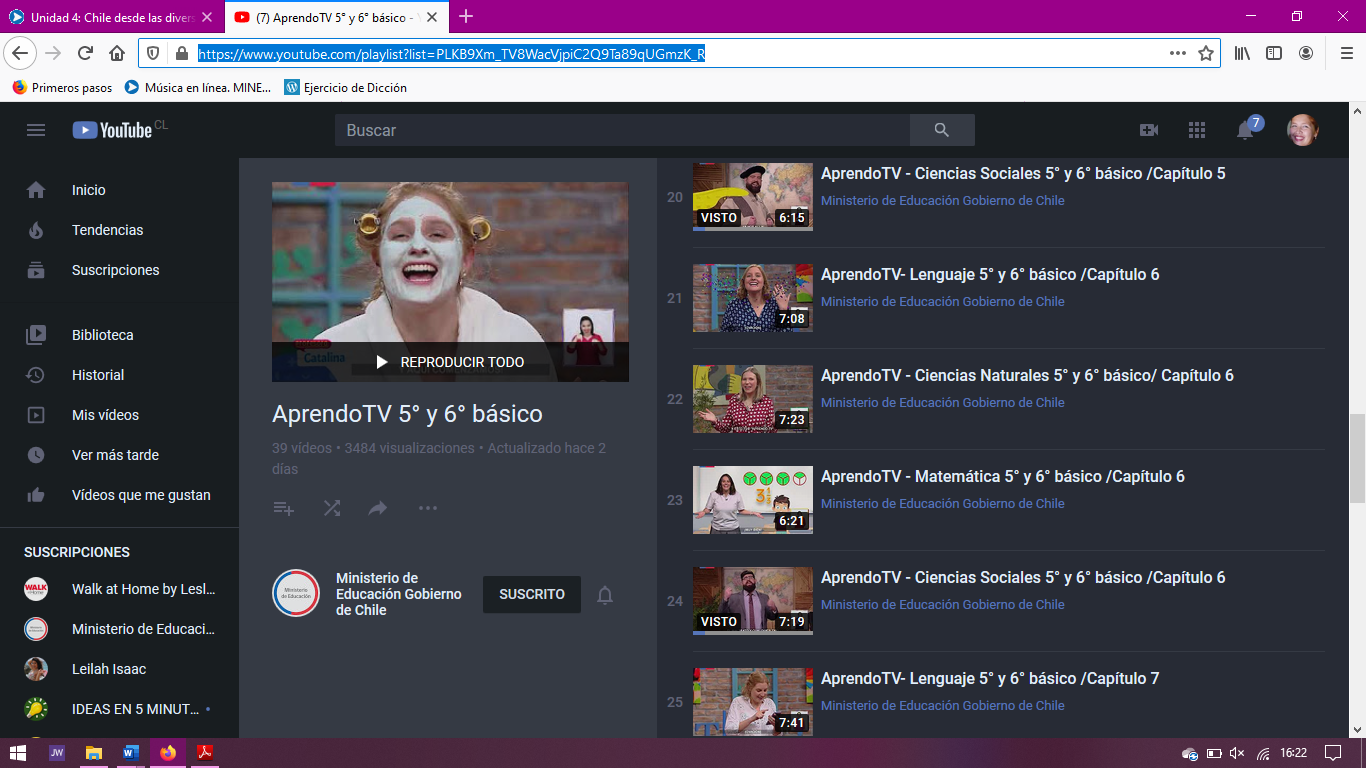 Unidad 4: Chile desde las divers
(7) AprendoTV 5° y 6° básico - Y
https://www.youtube.com/playlist?list=PLKB9Xm_TV8WacVjpiC2Q9Ta89qUGmzK_R
Primeros pasos
Música en línea. MINE...
Ejercicio de Dicción
YouTube CL
Buscar
7
Inicio
Tendencias
Suscripciones
Biblioteca
Historial
Mis vídeos
Ver más tarde
Vídeos que me gustan
SUSCRIPCIONES
WALK
Walk at Home by Lesl...
Ministerio de Educaci...
Leilah Isaac
IDEAS EN 5 MINUT...
Catalina
REPRODUCIR TODO
AprendoTV 5° y 6° básico
39 vídeos • 3484 visualizaciones • Actualizado hace 2
días
Ministerio
de Educación
Ministerio de
Educación Gobierno
de Chile
SUSCRITO
20
VISTO
6:15
AprendoTV - Ciencias Sociales 5° y 6° básico /Capítulo 5
Ministerio de Educación Gobierno de Chile
21
7:08
AprendoTV- Lenguaje 5° y 6° básico /Capítulo 6
Ministerio de Educación Gobierno de Chile
22
7:23
AprendoTV - Ciencias Naturales 5° y 6° básico/ Capítulo 6
Ministerio de Educación Gobierno de Chile
23
6:21
AprendoTV - Matemática 5° y 6° básico /Capítulo 6
Ministerio de Educación Gobierno de Chile
24
VISTO
7:19
AprendoTV - Ciencias Sociales 5° y 6° básico /Capítulo 6
Ministerio de Educación Gobierno de Chile
25
7:41
AprendoTV- Lenguaje 5° y 6° básico /Capítulo 7
Ministerio de Educación Gobierno de Chile
JW
16:22